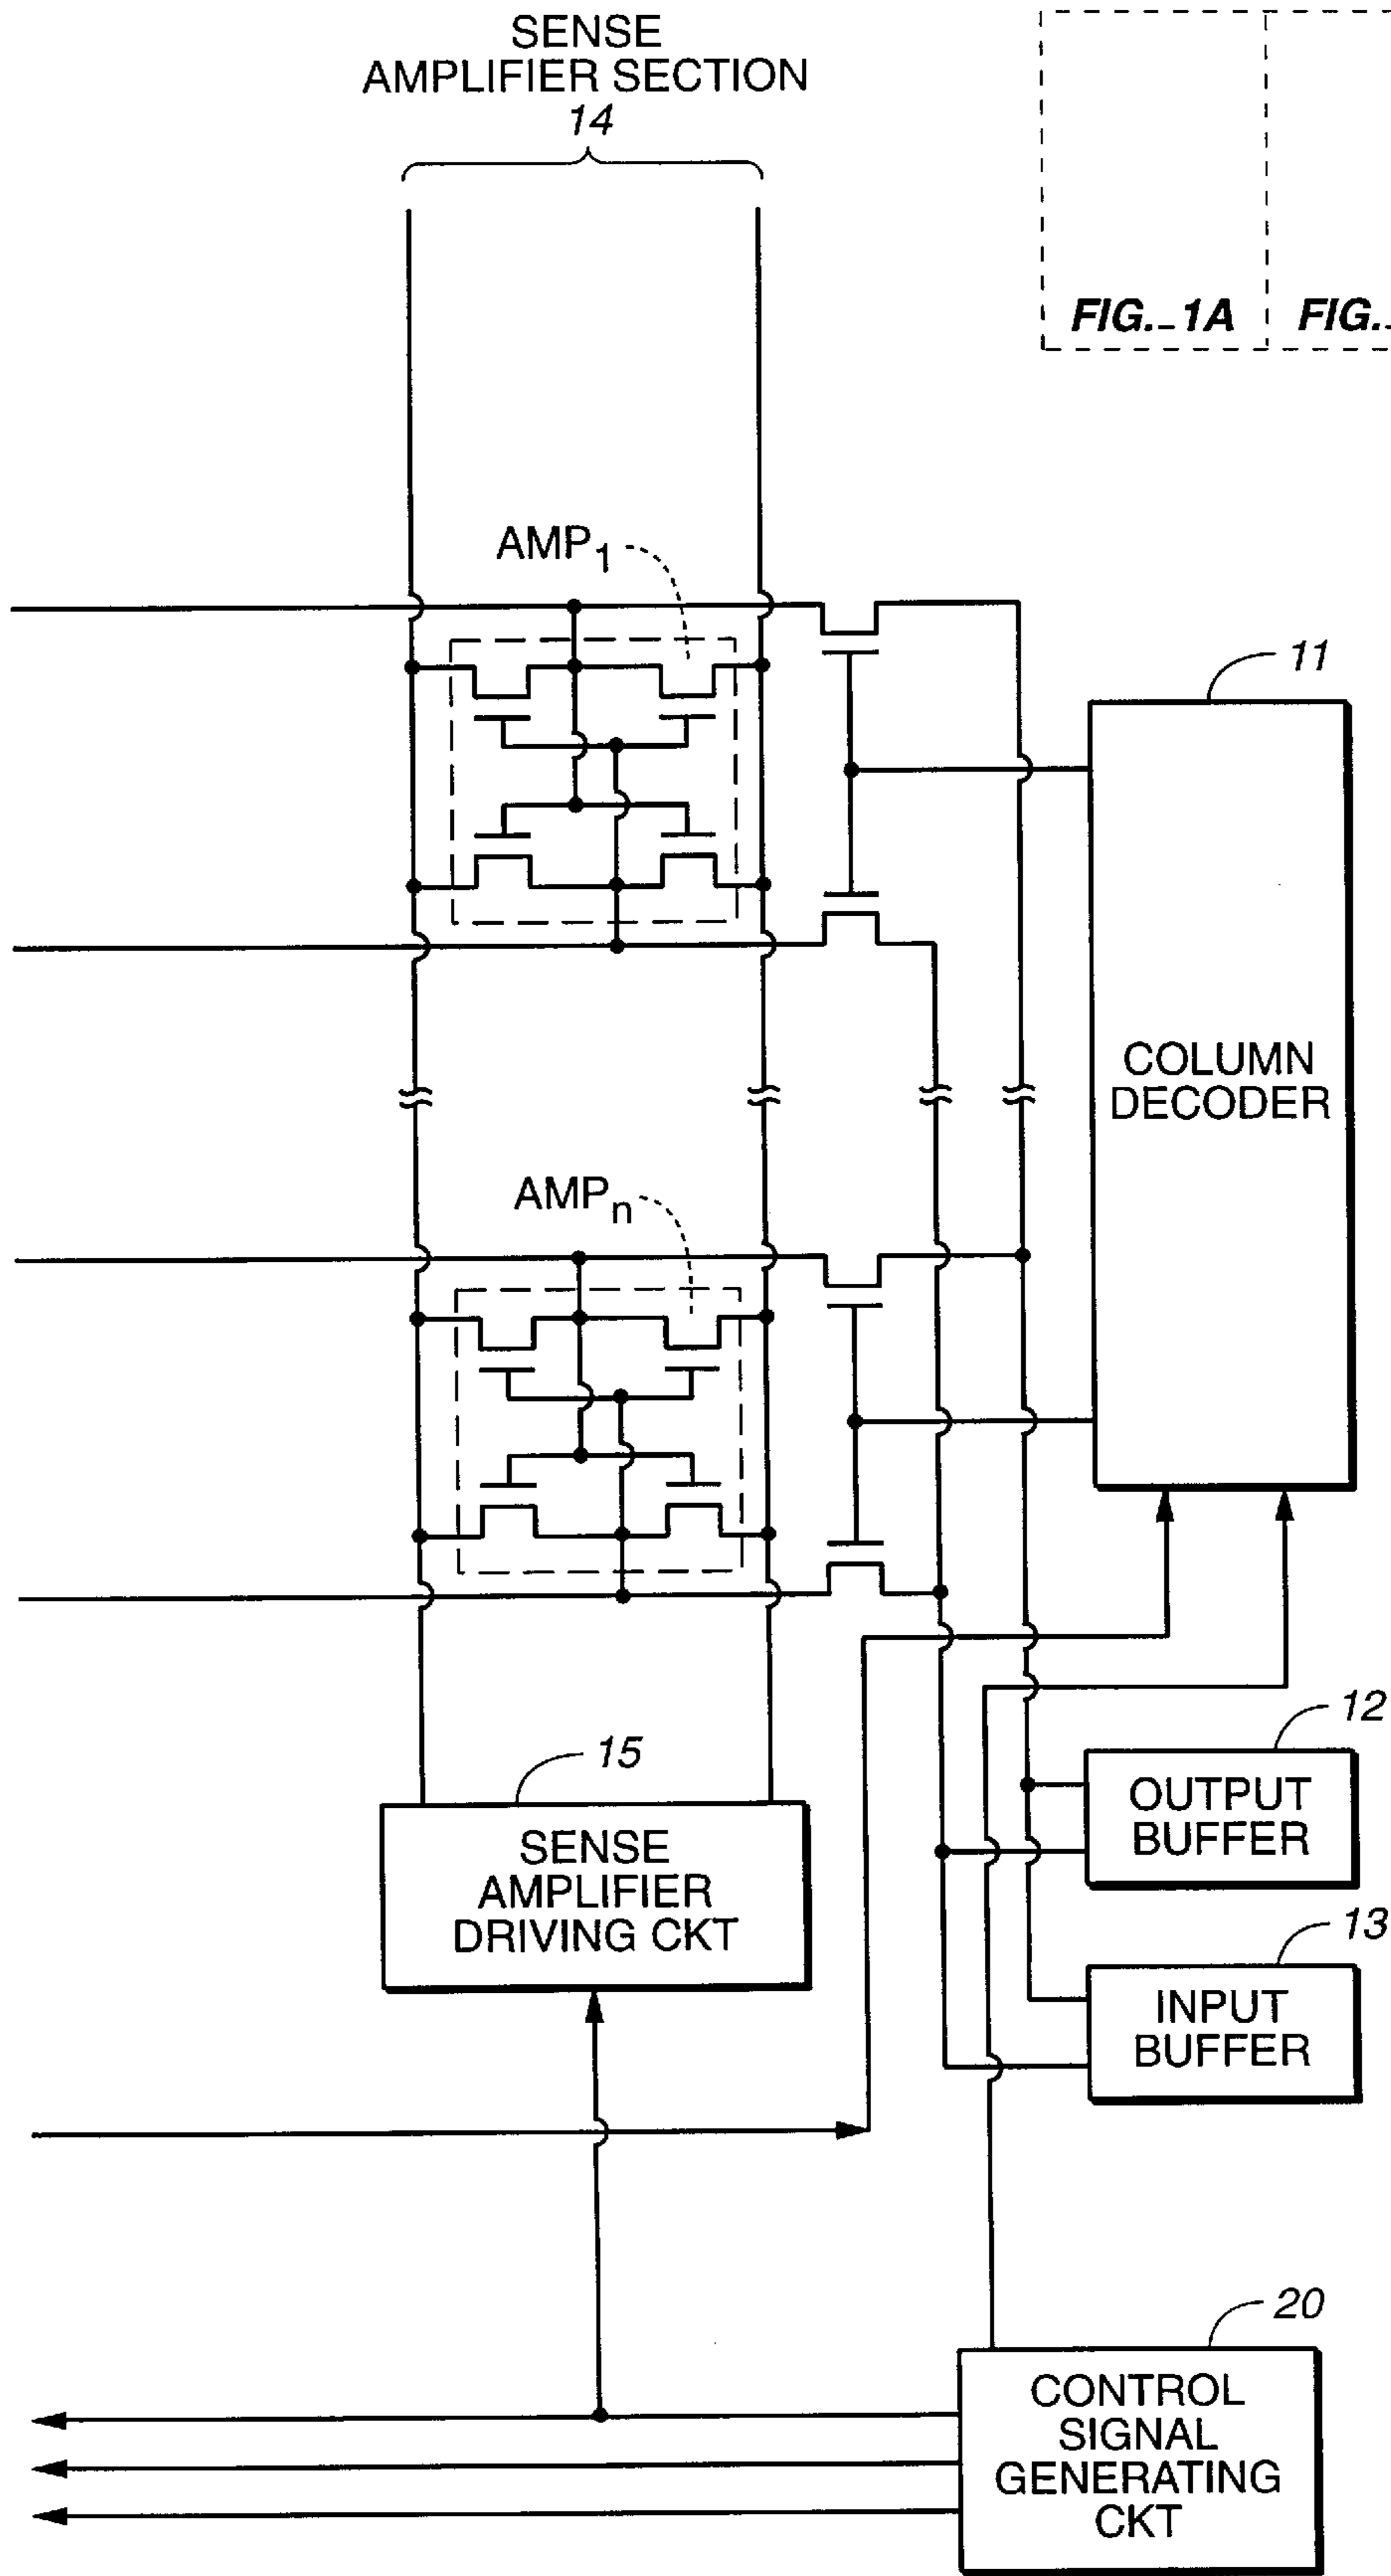 SENSE
AMPLIFIER SECTION
14
FIG._1A
FIG._
AMP1
11
COLUMN
DECODER
AMPn
12
OUTPUT
BUFFER
15
SENSE
AMPLIFIER
DRIVING CKT
13
INPUT
BUFFER
20
CONTROL
SIGNAL
GENERATING
CKT